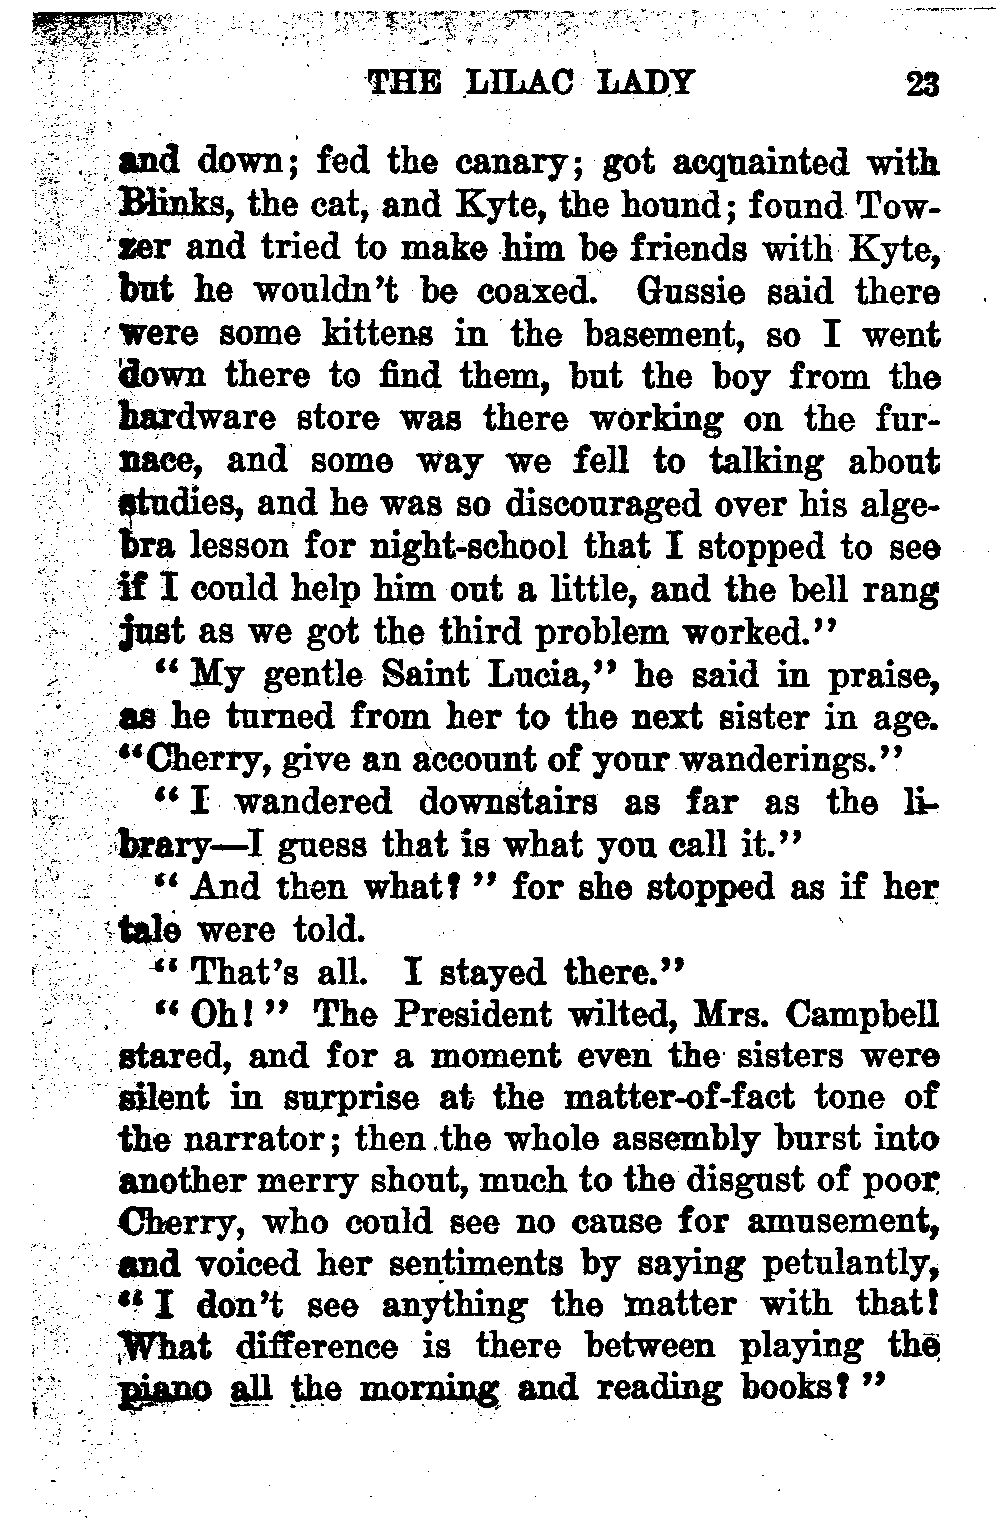 THE LILAC LADY 23
and down; fed the canary; got acquainted with
Blinks, the cat, and Kyte, the hound; found Tow-
zer and tried to make him be friends with Kyte,
but he wouldn't be coaxed. Gussie said there
were some kittens in the basement, so I went
down there to find them, but the boy from the
hardware store was there working on the fur-
nace, and some way we fell to talking about
studies, and he was so discouraged over his alge-
bra lesson for night-school that I stopped to see
if I could help him out a little, and the bell rang
just as we got the third problem worked."
"My gentle Saint Lucia," he said in praise,
as he turned from her to the next sister in age.
"Cherry, give an account of your wanderings."
"I wandered downstairs as far as the li-
brary—I guess that is what you call it."
"And then what?" for she stopped as if her
tale were told.
"That's all. I stayed there."
"Oh!" The President wilted, Mrs. Campbell
stared, and for a moment even the sisters were
silent in surprise at the matter-of-fact tone of
the narrator; then the whole assembly burst into
another merry shout, much to the disgust of poor
Cherry, who could see no cause for amusement,
and voiced her sentiments by saying petulantly,
"I don't see anything the matter with that!
What difference is there between playing the
piano all the morning and reading books?"